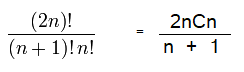 (2n)!
(n + 1)! n!
=
2nCn
n + 1